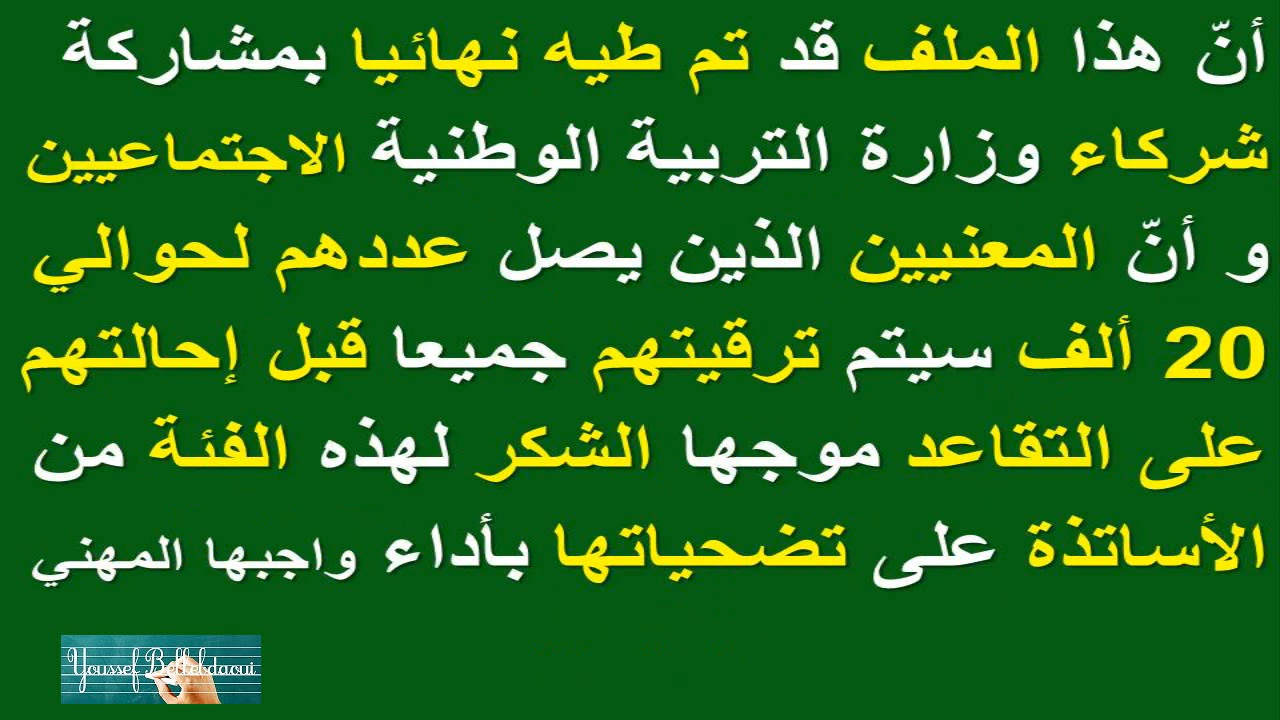 أنّ هذا الملف قد تم طيه نهائيا بمشاركة
شركاء وزارة التربية الوطنية الاجتماعيين
و أنّ المعنيين الذين يصل عددهم لحوالي
20 ألف سيتم ترقيتهم جميعا قبل إحالتهم
على التقاعد موجها الشكر لهذه الفئة من
الأساتذة على تضحياتها بأداء واجبها المهني
Youssef